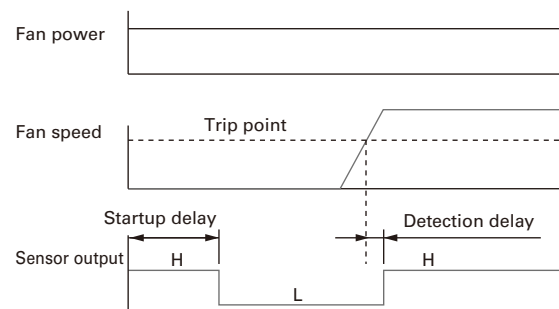 Fan power
Fan speed
Trip point
Startup delay
Detection delay
Sensor output
H
H
L